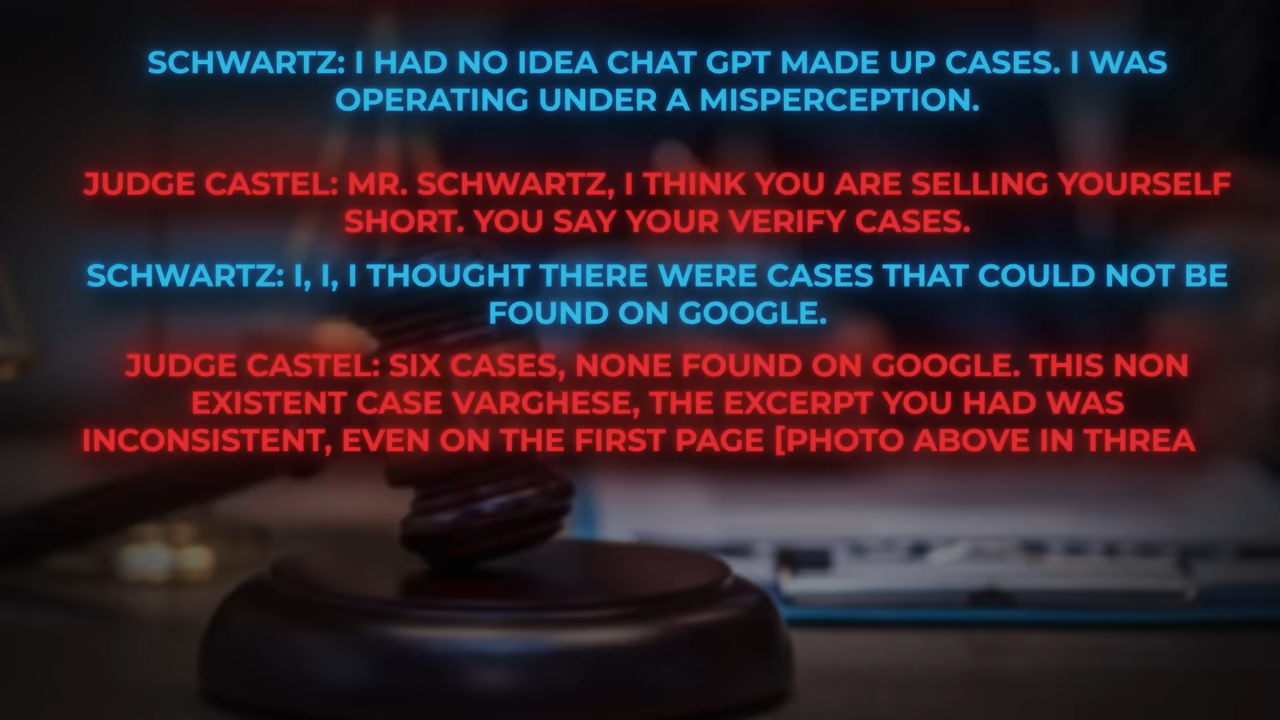 SCHWARTZ: I HAD NO IDEA CHAT GPT MADE UP CASES. I WAS
OPERATING UNDER A MISPERCEPTION.
JUDGE CASTEL: MR. SCHWARTZ, I THINK YOU ARE SELLING YOURSELF
SHORT. YOU SAY YOUR VERIFY CASES.
SCHWARTZ: I, I, I THOUGHT THERE WERE CASES THAT COULD NOT BE
FOUND ON GOOGLE.
JUDGE CASTEL: SIX CASES, NONE FOUND ON GOOGLE. THIS NON
EXISTENT CASE VARGHESE, THE EXCERPT YOU HAD WAS
INCONSISTENT, EVEN ON THE FIRST PAGE [PHOTO ABOVE IN THREA